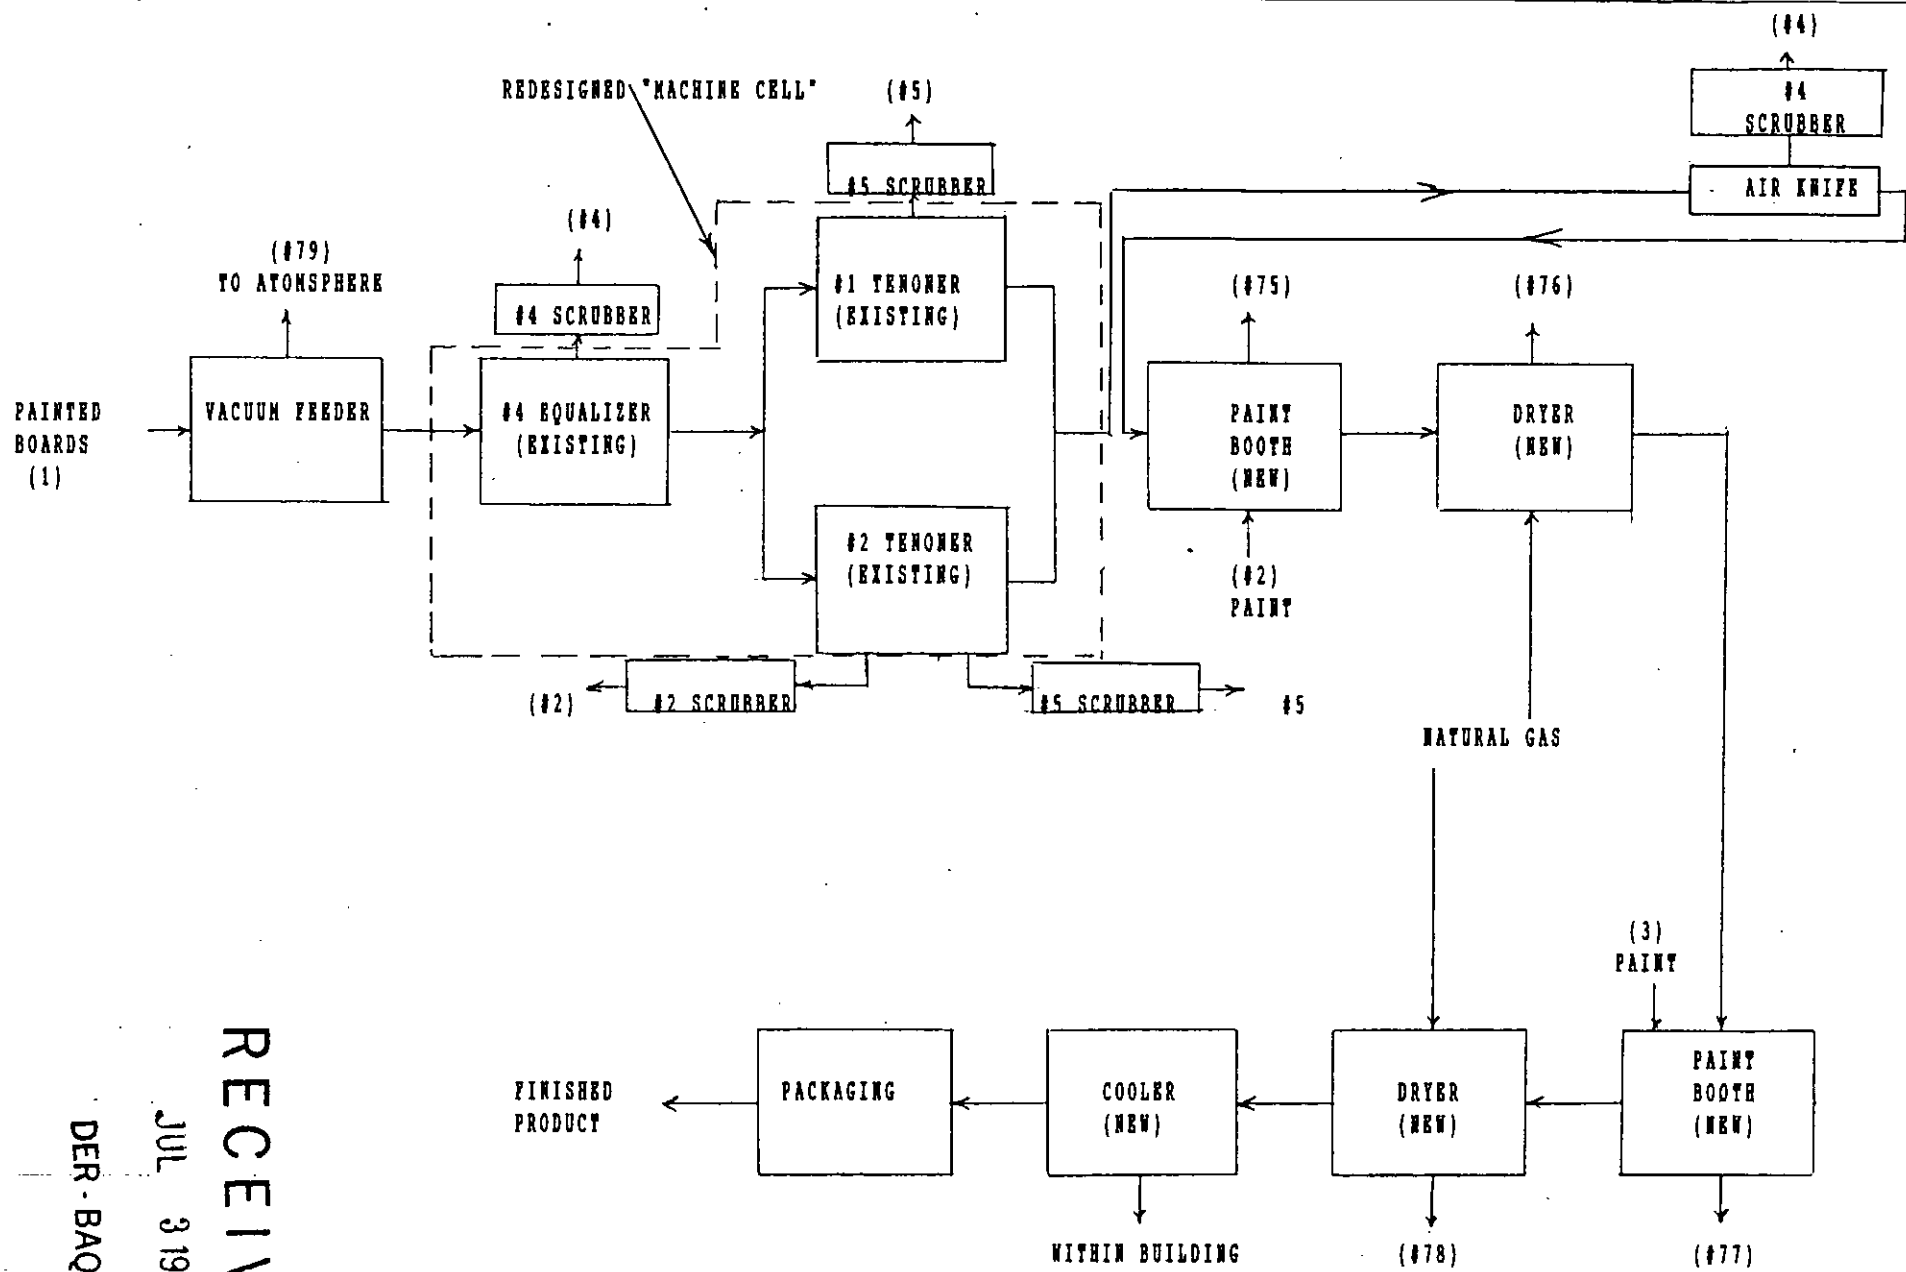 (#4)
#4
SCRUBBER
AIR KNIFE
REDESIGNED "MACHINE CELL"
(#5)
#5 SCRUBBER
(#4)
#4 SCRUBBER
(#79)
TO ATOMSPHERE
#1 TENONER
(EXISTING)
(#75)
(#76)
PAINTED
BOARDS
(1)
VACUUM FEEDER
#4 EQUALIZER
(EXISTING)
PAINT
BOOTH
(NEW)
DRYER
(NEW)
#2 TENONER
(EXISTING)
(#2)
PAINT
(#2)
#2 SCRUBBER
#5 SCRUBBER
#5
NATURAL GAS
(3)
PAINT
FINISHED
PRODUCT
PACKAGING
COOLER
(NEW)
DRYER
(NEW)
PAINT
BOOTH
(NEW)
WITHIN BUILDING
(#78)
(#77)
RECEIV
JUL 3 19
DER-BAQ